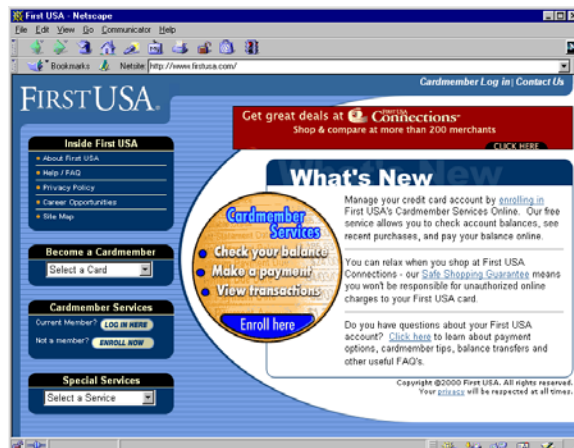 First USA - Netscape
File Edit View Go Communicator Help
Bookmarks Netsite: http://www.firstusa.com/
Cardmember Log in | Contact Us
FIRST USA.
Get great deals at FIRST USA Connections
Shop & compare at more than 200 merchants
CLICK HERE
Inside First USA
About First USA
Help / FAQ
Privacy Policy
Career Opportunities
Site Map
Become a Cardmember
Select a Card
Cardmember Services
Current Member? LOG IN HERE
Not a member? ENROLL NOW
Special Services
Select a Service
Cardmember
Services
Check your balance
Make a payment
View transactions
Enroll here
What's New
Manage your credit card account by enrolling in
First USA's Cardmember Services Online. Our free
service allows you to check account balances, see
recent purchases, and pay your balance online.
You can relax when you shop at First USA
Connections - our Safe Shopping Guarantee means
you won't be responsible for unauthorized online
charges to your First USA card.
Do you have questions about your First USA
account? Click here to learn about payment
options, cardmember tips, balance transfers and
other useful FAQ's.
Copyright ©2000 First USA. All rights reserved.
Your privacy will be respected at all times.